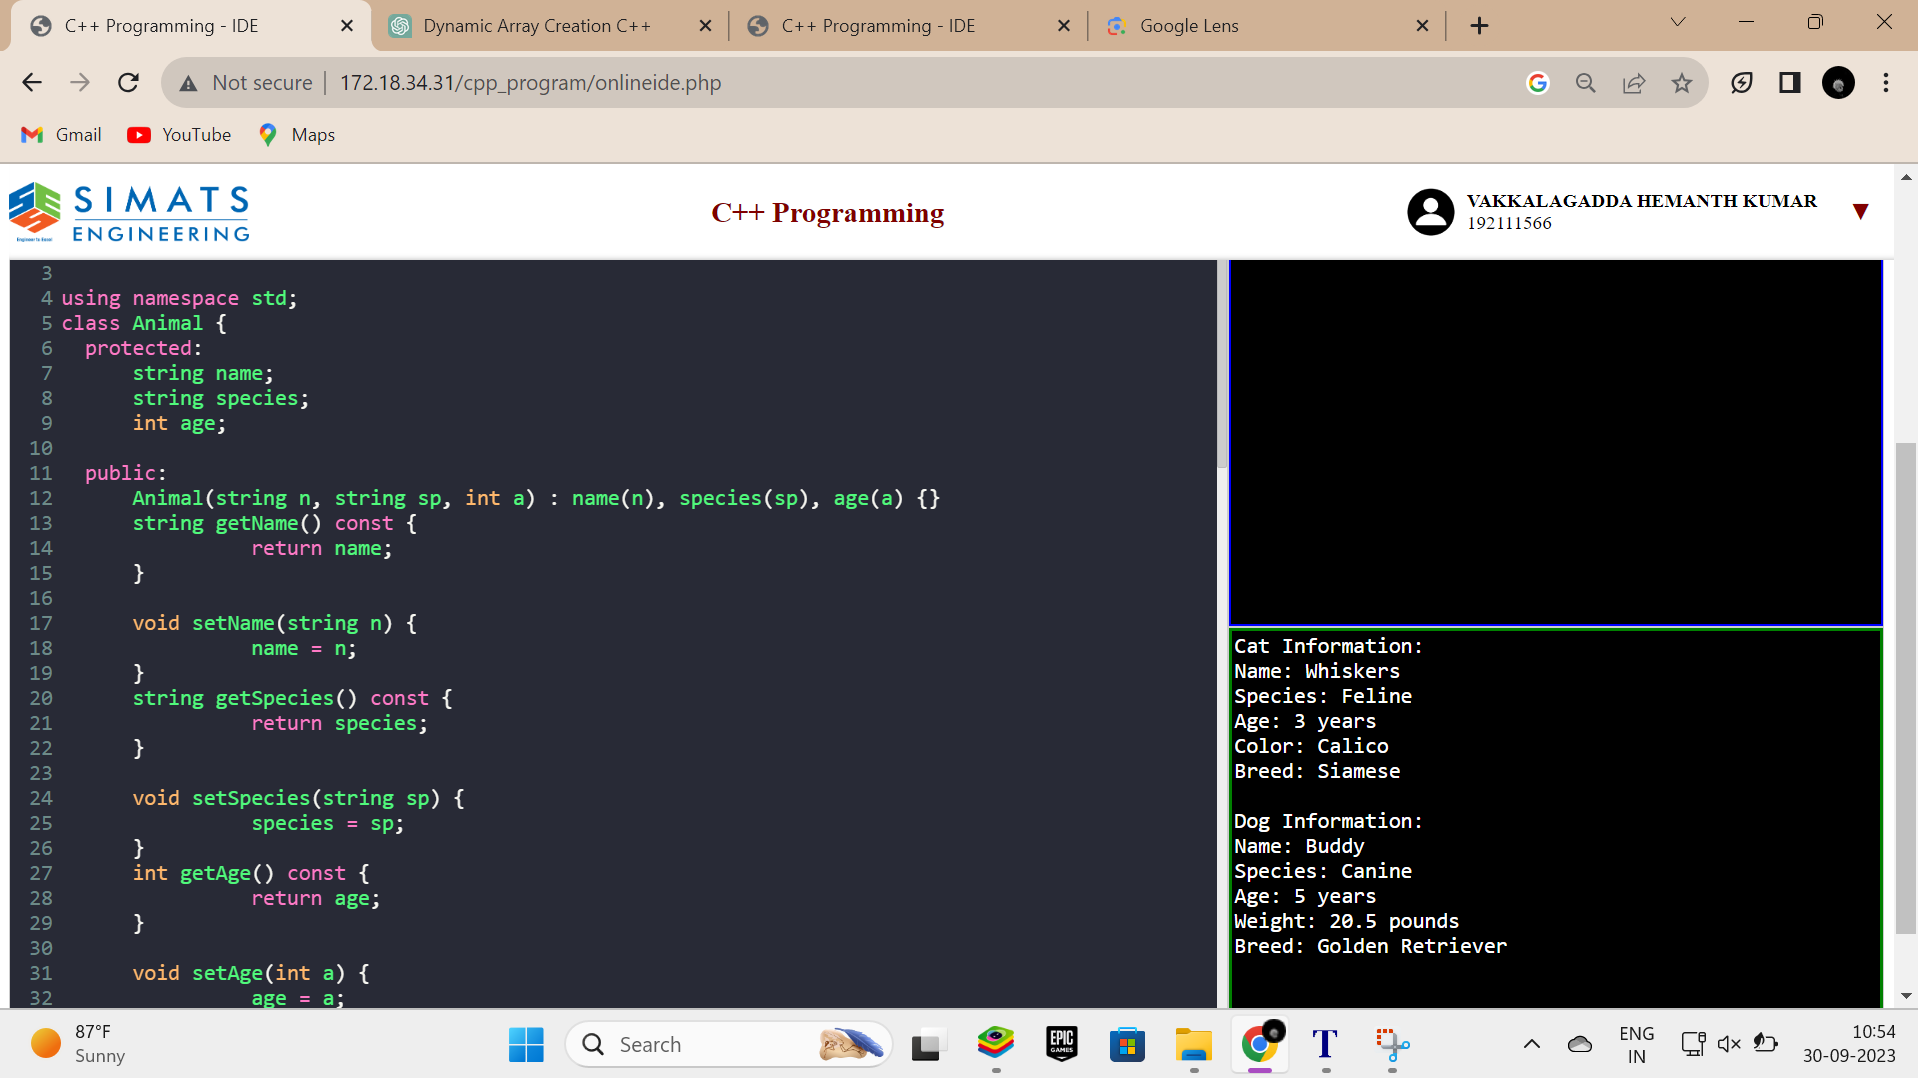 C++ Programming - IDE
Dynamic Array Creation C++
C++ Programming - IDE
Google Lens
Not secure
172.18.34.31/cpp_program/onlineide.php
Gmail
YouTube
Maps
SIMATS
ENGINEERING
Engineer to Excel
C++ Programming
VAKKALAGADDA HEMANTH KUMAR
192111566
3
4 using namespace std;
5 class Animal {
6 protected:
7 string name;
8 string species;
9 int age;
10
11 public:
12 Animal(string n, string sp, int a) : name(n), species(sp), age(a) {}
13 string getName() const {
14 return name;
15 }
16
17 void setName(string n) {
18 name = n;
19 }
20 string getSpecies() const {
21 return species;
22 }
23
24 void setSpecies(string sp) {
25 species = sp;
26 }
27 int getAge() const {
28 return age;
29 }
30
31 void setAge(int a) {
32 age = a;
Cat Information:
Name: Whiskers
Species: Feline
Age: 3 years
Color: Calico
Breed: Siamese
Dog Information:
Name: Buddy
Species: Canine
Age: 5 years
Weight: 20.5 pounds
Breed: Golden Retriever
87°F
Sunny
Search
EPIC
GAMES
T
ENG
IN
10:54
30-09-2023